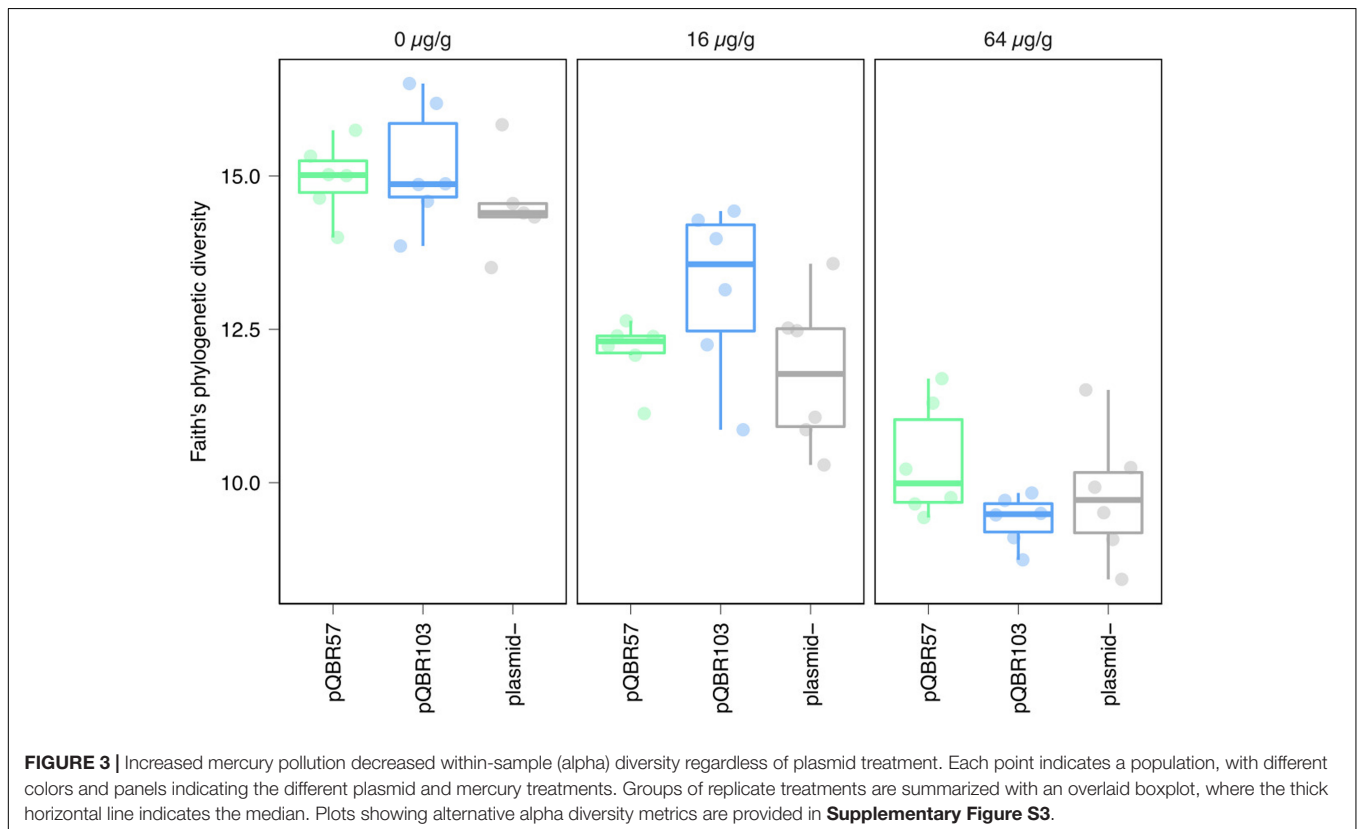 0 µg/g 16 µg/g 64 µg/g
Faith's phylogenetic diversity
15.0
12.5
10.0
pQBR57 pQBR103 plasmid− pQBR57 pQBR103 plasmid− pQBR57 pQBR103 plasmid−
FIGURE 3 | Increased mercury pollution decreased within-sample (alpha) diversity regardless of plasmid treatment. Each point indicates a population, with different
colors and panels indicating the different plasmid and mercury treatments. Groups of replicate treatments are summarized with an overlaid boxplot, where the thick
horizontal line indicates the median. Plots showing alternative alpha diversity metrics are provided in Supplementary Figure S3.